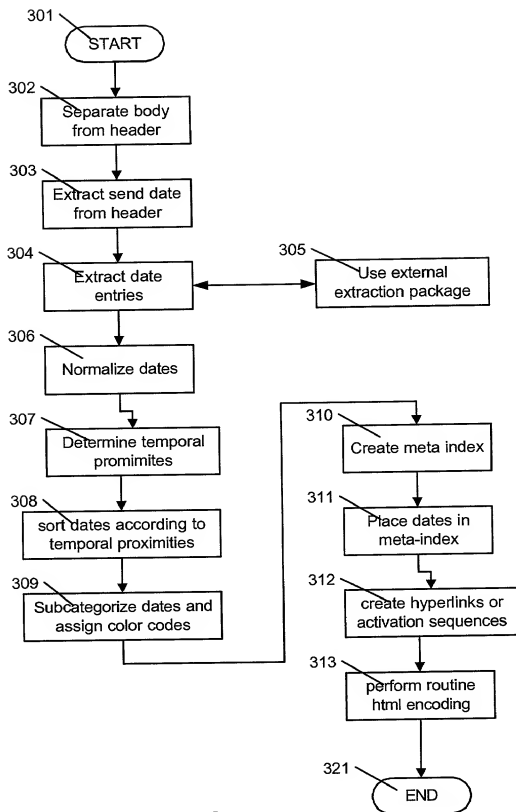 301
START
302
Separate body
from header
303
Extract send date
from header
304
Extract date
entries
305
Use external
extraction package
306
Normalize dates
307
Determine temporal
promimites
308
sort dates according to
temporal proximities
309
Subcategorize dates and
assign color codes
310
Create meta index
311
Place dates in
meta-index
312
create hyperlinks or
activation sequences
313
perform routine
html encoding
321
END